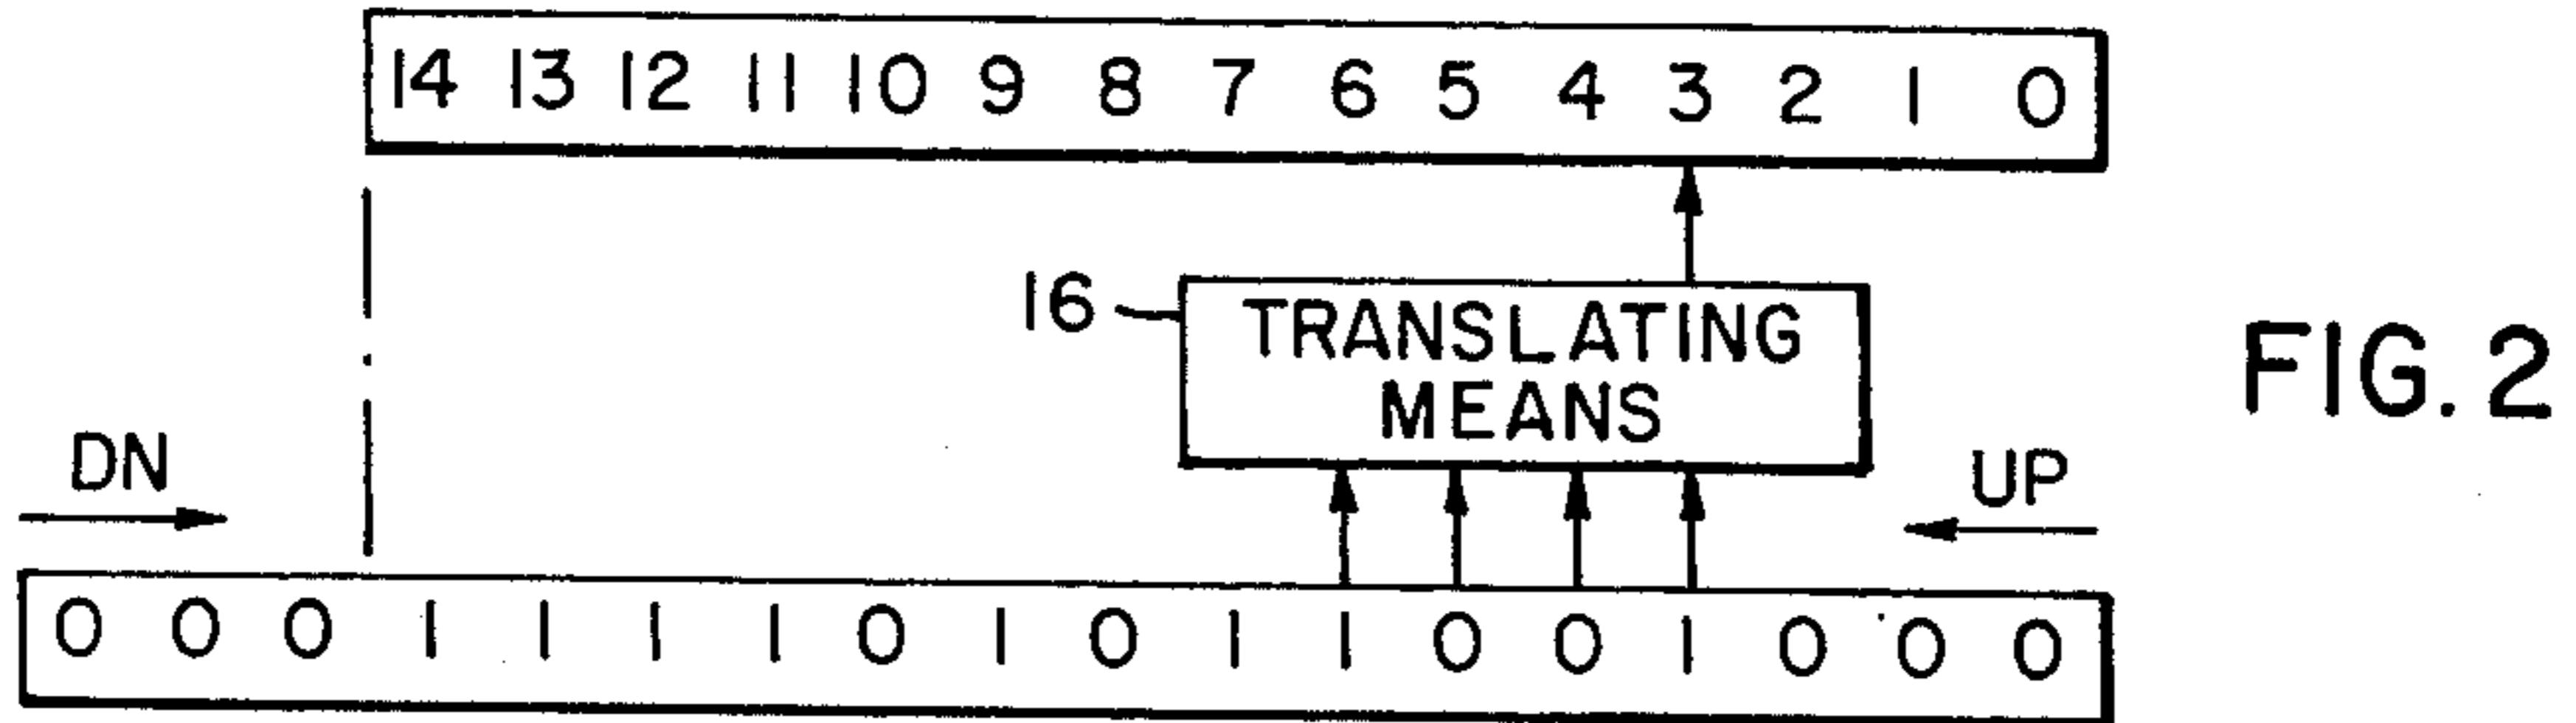 14 13 12 11 10 9 8 7 6 5 4 3 2 1 0
16
TRANSLATING
MEANS
FIG. 2
DN
UP
0 0 0 1 1 1 1 0 1 0 1 1 0 0 1 0 0 0